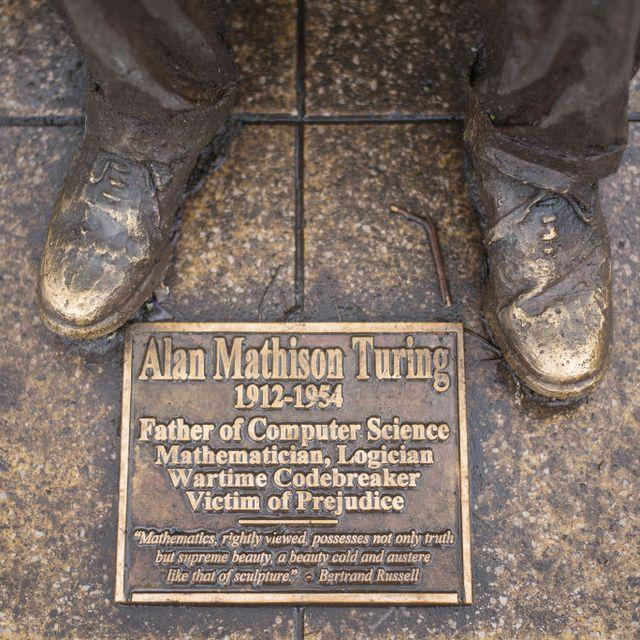 Alan Mathison Turing
1912-1954
Father of Computer Science
Mathematician, Logician
Wartime Codebreaker
Victim of Prejudice
"Mathematics, rightly viewed, possesses not only truth
but supreme beauty, a beauty cold and austere
like that of sculpture." - Bertrand Russell